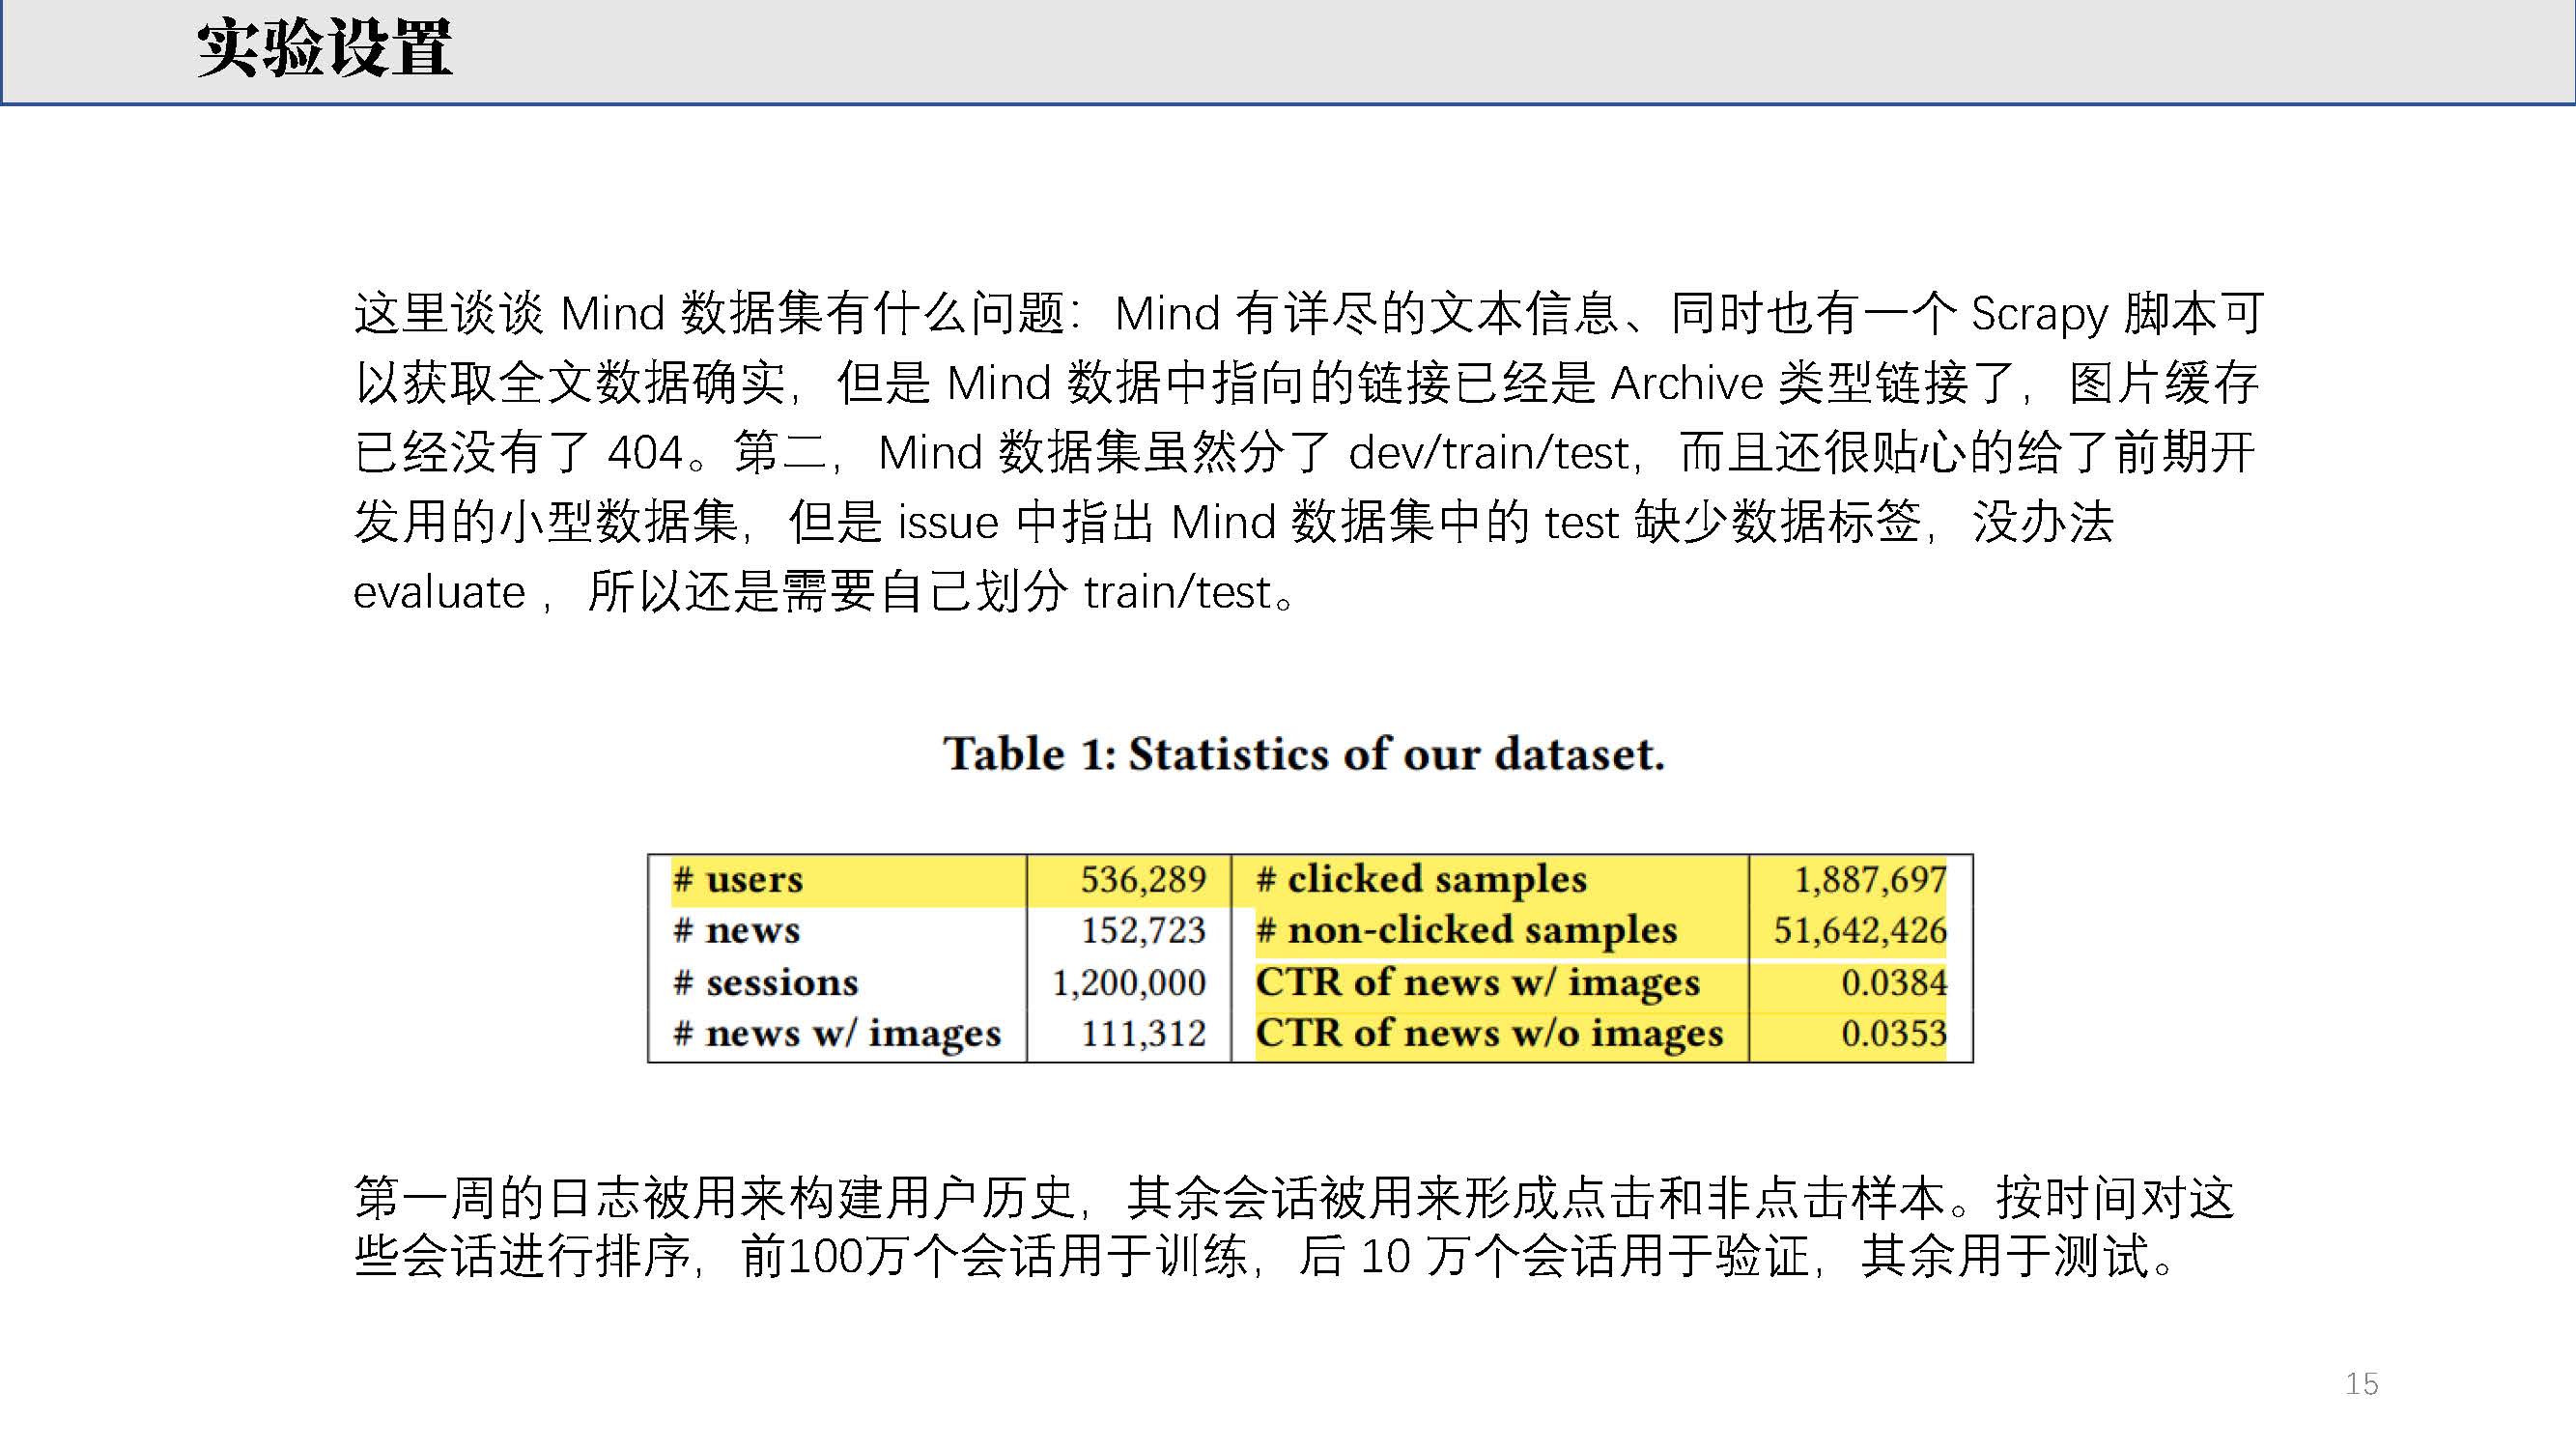 实验设置
这里谈谈 Mind 数据集有什么问题：Mind 有详尽的文本信息、同时也有一个 Scrapy 脚本可
以获取全文数据确实，但是 Mind 数据中指向的链接已经是 Archive 类型链接了，图片缓存
已经没有了 404。第二，Mind 数据集虽然分了 dev/train/test，而且还很贴心的给了前期开
发用的小型数据集，但是 issue 中指出 Mind 数据集中的 test 缺少数据标签，没办法
evaluate ，所以还是需要自己划分 train/test。
Table 1: Statistics of our dataset.
# users 536,289 # clicked samples 1,887,697
# news 152,723 # non-clicked samples 51,642,426
# sessions 1,200,000 CTR of news w/ images 0.0384
# news w/ images 111,312 CTR of news w/o images 0.0353
第一周的日志被用来构建用户历史，其余会话被用来形成点击和非点击样本。按时间对这
些会话进行排序，前100万个会话用于训练，后 10 万个会话用于验证，其余用于测试。
15